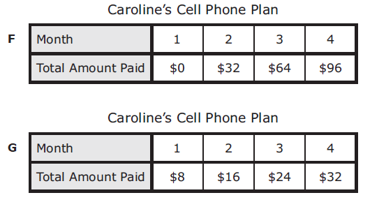 Caroline's Cell Phone Plan
F Month 1 2 3 4
Total Amount Paid $0 $32 $64 $96
Caroline's Cell Phone Plan
G Month 1 2 3 4
Total Amount Paid $8 $16 $24 $32